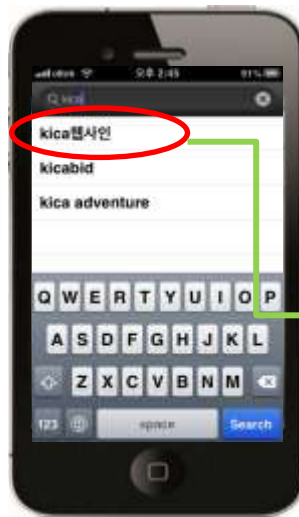 오후 2:45
kica
kica웹사인
kicabid
kica adventure
Q W E R T Y U I O P
A S D F G H J K L
Z X C V B N M
123 space Search